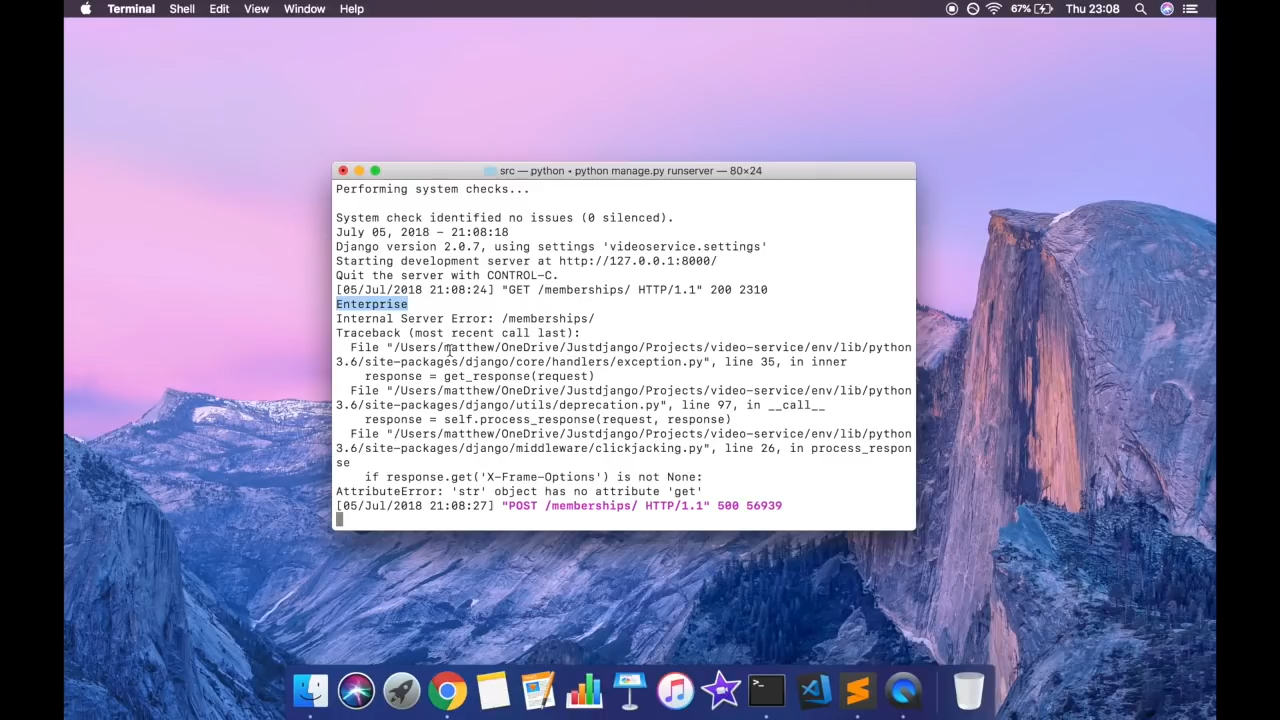 Terminal Shell Edit View Window Help 67% Thu 23:08
src — python • python manage.py runserver — 80×24
Performing system checks...
System check identified no issues (0 silenced).
July 05, 2018 - 21:08:18
Django version 2.0.7, using settings 'videoservice.settings'
Starting development server at http://127.0.0.1:8000/
Quit the server with CONTROL-C.
[05/Jul/2018 21:08:24] "GET /memberships/ HTTP/1.1" 200 2310
Enterprise
Internal Server Error: /memberships/
Traceback (most recent call last):
File "/Users/matthew/OneDrive/Justdjango/Projects/video-service/env/lib/python
3.6/site-packages/django/core/handlers/exception.py", line 35, in inner
response = get_response(request)
File "/Users/matthew/OneDrive/Justdjango/Projects/video-service/env/lib/python
3.6/site-packages/django/utils/deprecation.py", line 97, in __call__
response = self.process_response(request, response)
File "/Users/matthew/OneDrive/Justdjango/Projects/video-service/env/lib/python
3.6/site-packages/django/middleware/clickjacking.py", line 26, in process_respon
se
if response.get('X-Frame-Options') is not None:
AttributeError: 'str' object has no attribute 'get'
[05/Jul/2018 21:08:27] "POST /memberships/ HTTP/1.1" 500 56939